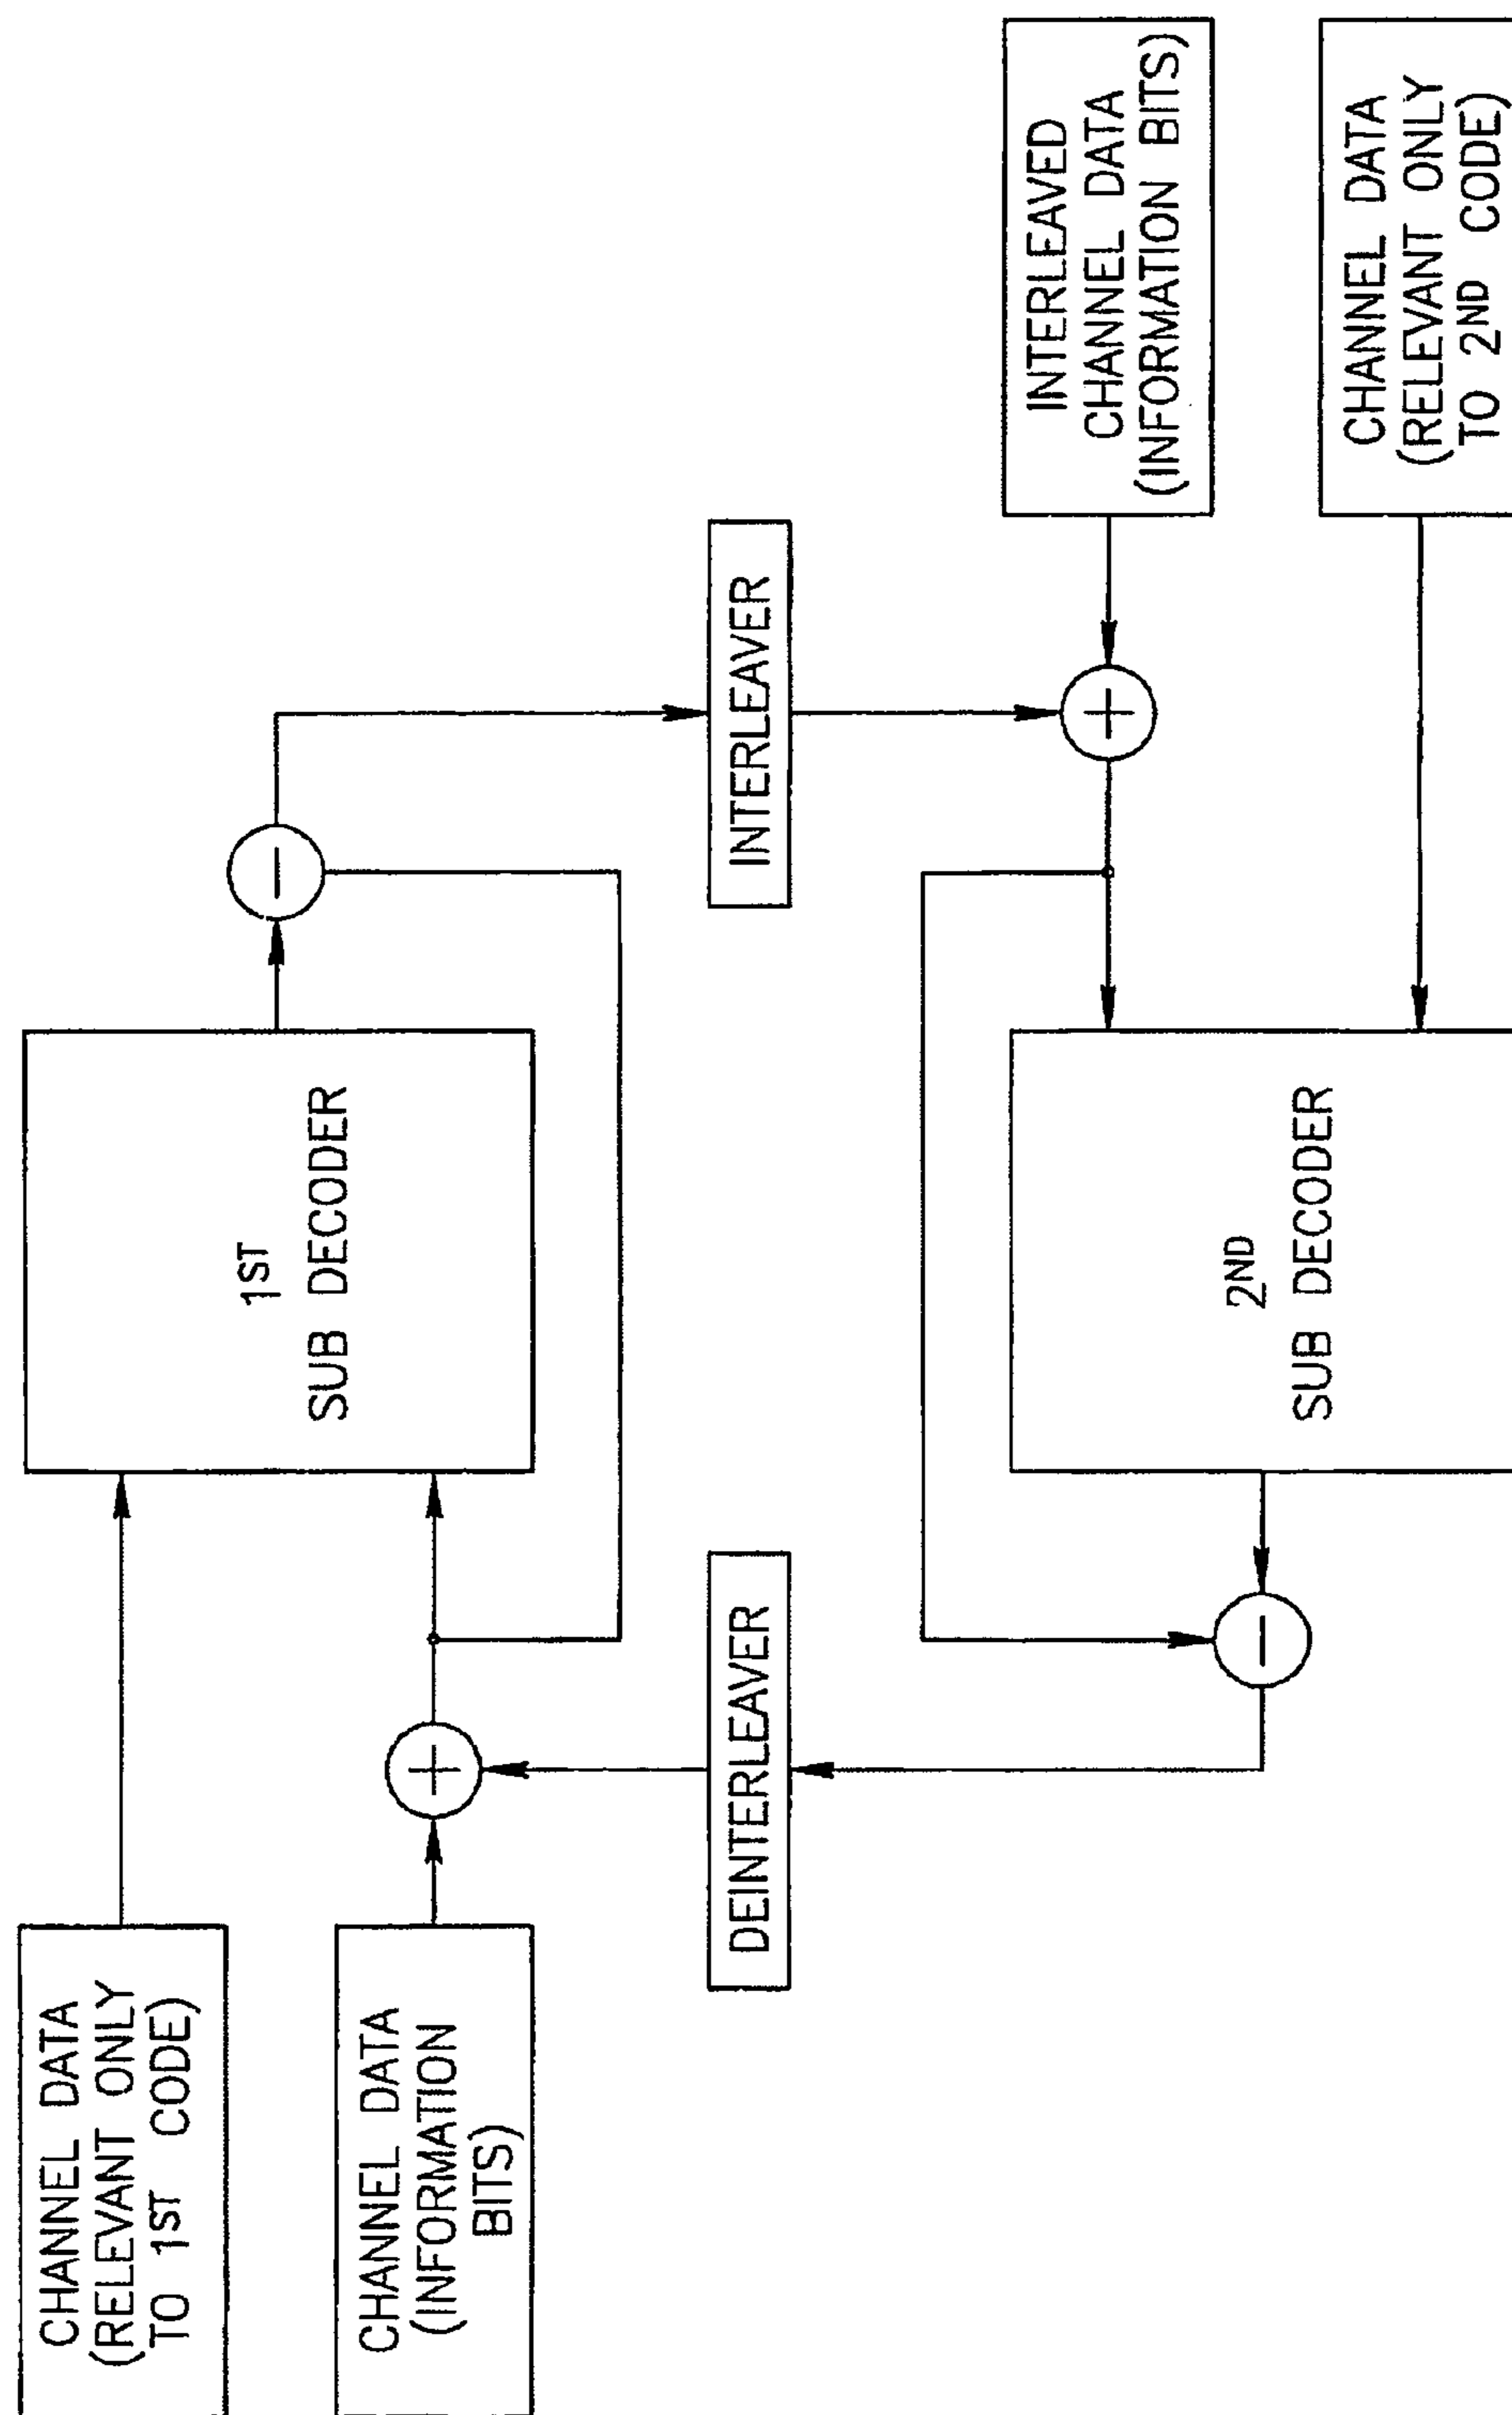 CHANNEL DATA
(RELEVANT ONLY
TO 1ST CODE)
CHANNEL DATA
(INFORMATION
BITS)
1ST
SUB DECODER
DEINTERLEAVER
INTERLEAVER
2ND
SUB DECODER
INTERLEAVED
CHANNEL DATA
(INFORMATION BITS)
CHANNEL DATA
(RELEVANT ONLY
TO 2ND CODE)